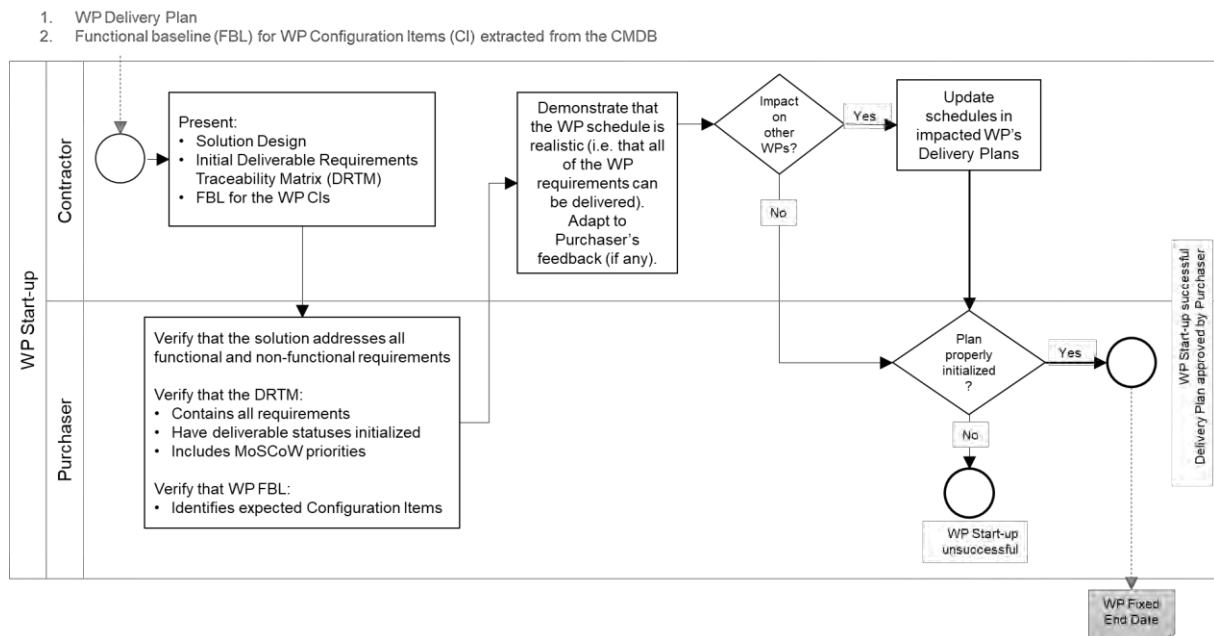 1. WP Delivery Plan
2. Functional baseline (FBL) for WP Configuration Items (CI) extracted from the CMDB
WP Start-up
Contractor
Present:
• Solution Design
• Initial Deliverable Requirements
Traceability Matrix (DRTM)
• FBL for the WP CIs
Demonstrate that
the WP schedule is
realistic (i.e. that all
of the WP
requirements can
be delivered).
Adapt to
Purchaser's
feedback (if any).
Impact
on
other
WPs?
Yes
No
Update
schedules in
impacted WP's
Delivery Plans
Purchaser
Verify that the solution addresses all
functional and non-functional requirements
Verify that the DRTM:
• Contains all requirements
• Have deliverable statuses initialized
• Includes MoSCoW priorities
Verify that WP FBL:
• Identifies expected Configuration Items
Plan
properly
initialized
?
Yes
No
WP Start-up
unsuccessful
WP Start-up successful
Delivery Plan approved by Purchaser
WP Fixed
End Date